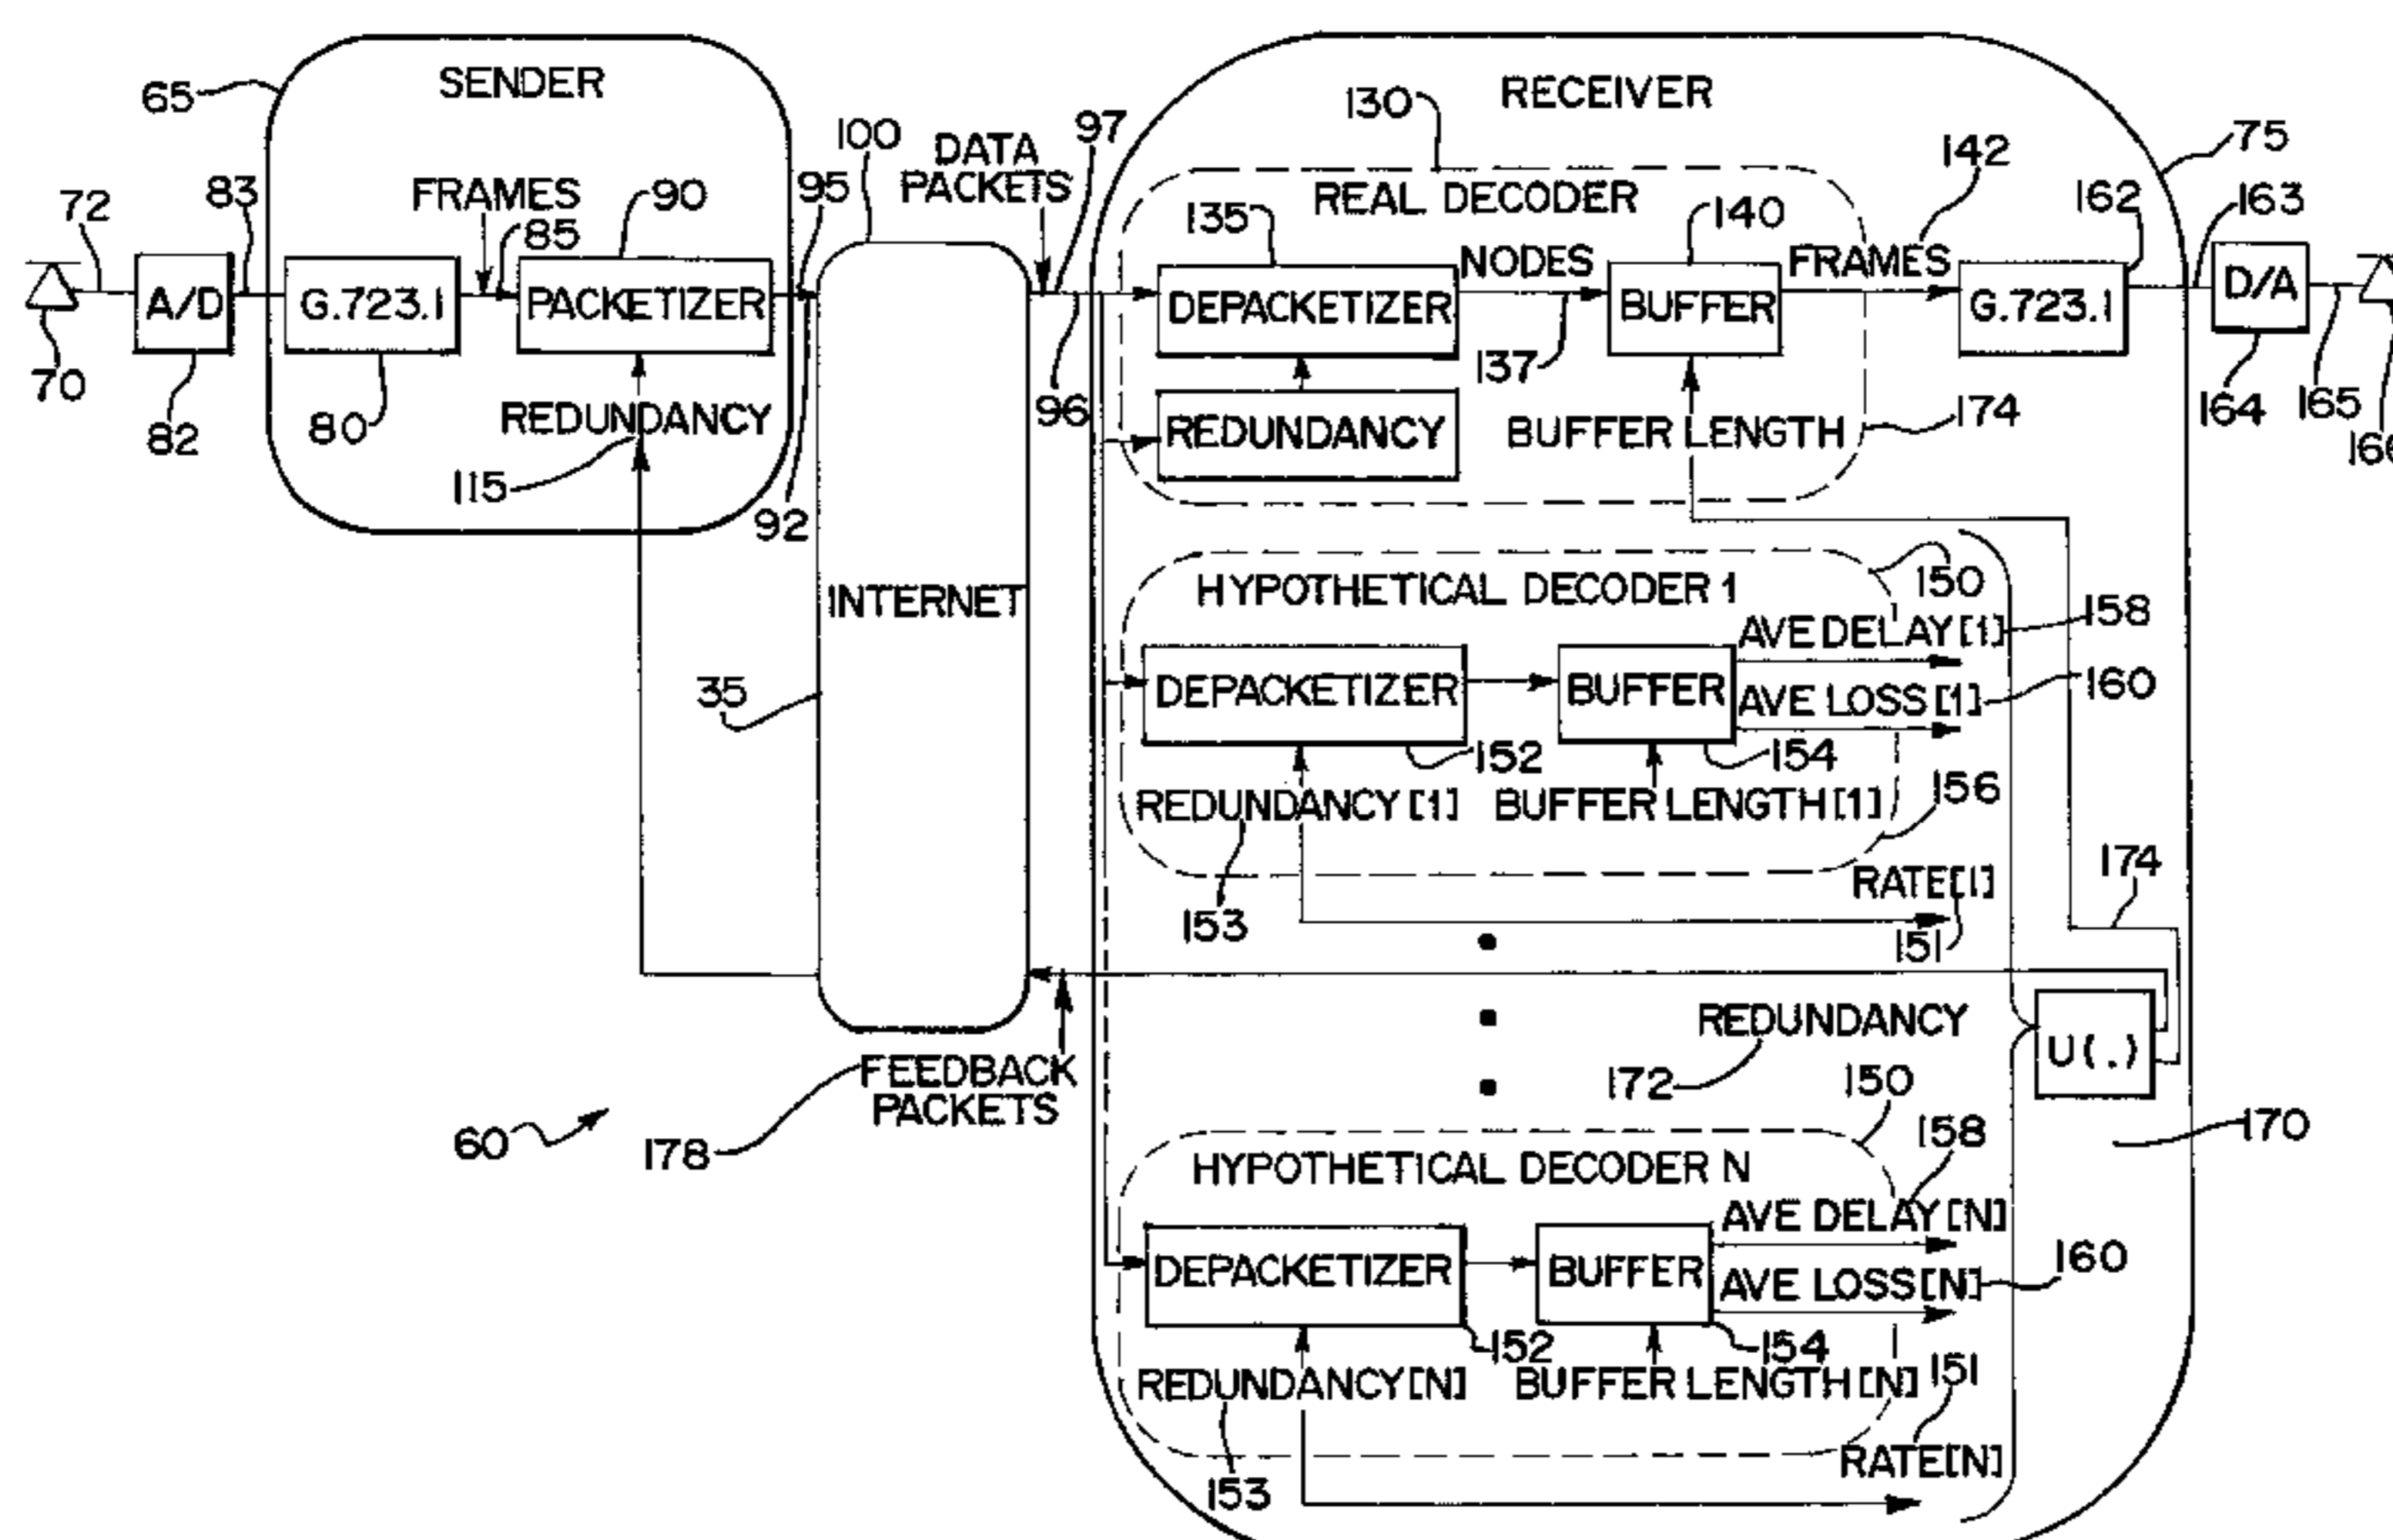 SENDER
65
100
DATA
PACKETS
97
130
RECEIVER
75
72
83
FRAMES
85
90
95
REAL DECODER
142
135
NODES
140
FRAMES
162
163
A/D
G.723.1
PACKETIZER
DEPACKETIZER
BUFFER
G.723.1
D/A
70
82
80
REDUNDANCY
115
92
96
137
REDUNDANCY
BUFFER LENGTH
174
164
165
INTERNET
35
HYPOTHETICAL DECODER 1
150
AVE DELAY[1]
158
DEPACKETIZER
BUFFER
AVE LOSS[1]
160
152
154
REDUNDANCY[1]
BUFFER LENGTH[1]
156
153
RATE[1]
151
174
REDUNDANCY
172
U(.)
170
FEEDBACK
PACKETS
178
60
HYPOTHETICAL DECODER N
150
158
AVE DELAY[N]
DEPACKETIZER
BUFFER
AVE LOSS[N]
160
152
154
REDUNDANCY[N]
BUFFER LENGTH[N]
151
153
RATE[N]